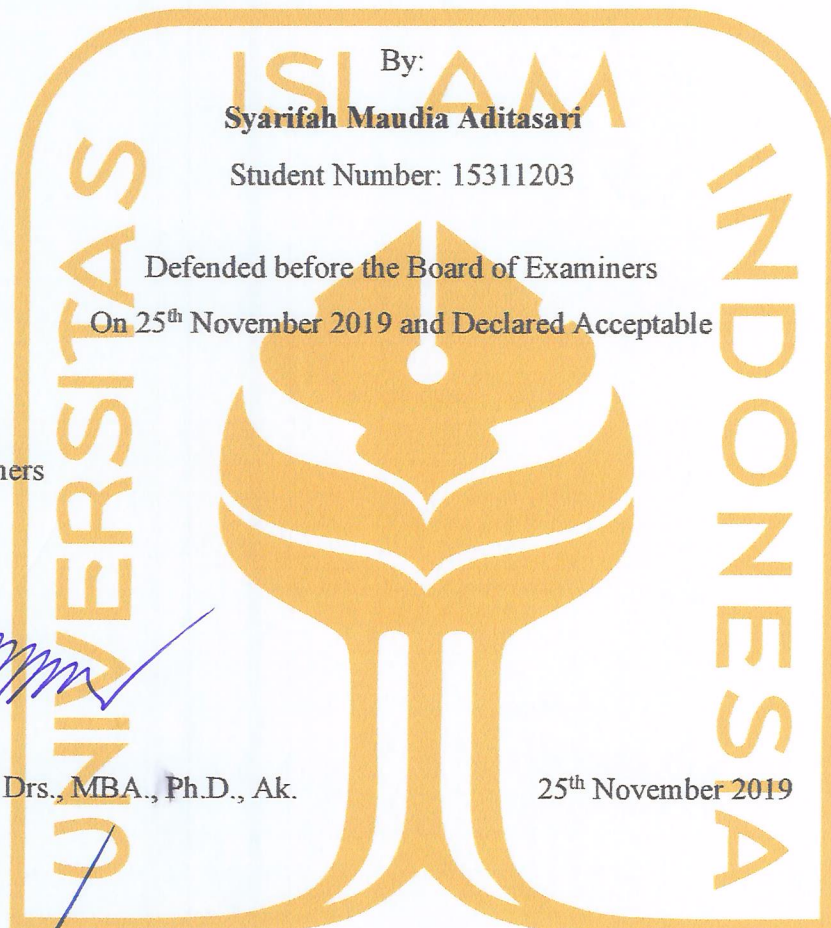 ISLAM
UNIVERSITAS
INDONESIA
By:
Syarifah Maudia Aditasari
Student Number: 15311203
Defended before the Board of Examiners
On 25th November 2019 and Declared Acceptable
ners
Drs., MBA., Ph.D., Ak.
25th November 2019